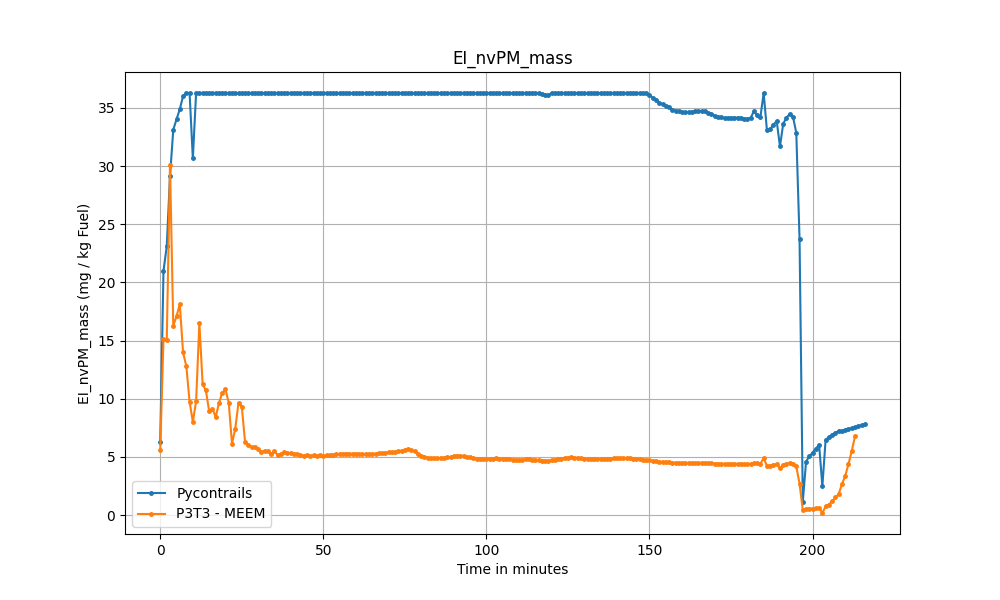 EI_nvPM_mass
EI_nvPM_mass (mg / kg Fuel)
35
30
25
20
15
10
5
0
Pycontrails
P3T3 - MEEM
0 50 100 150 200
Time in minutes